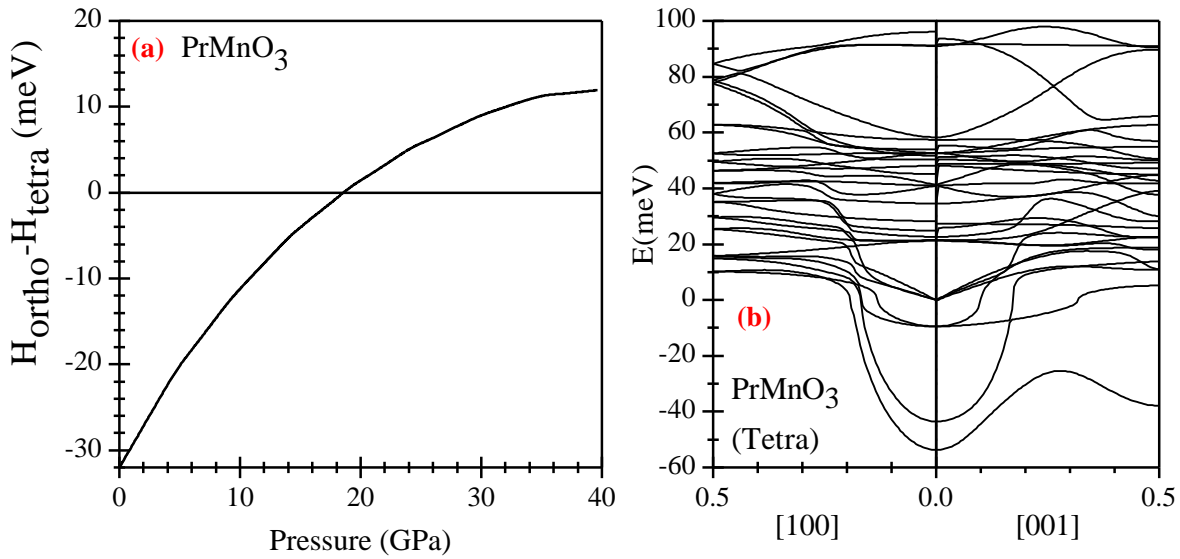 (a) PrMnO3
Hortho-Htetra (meV)
20
10
0
-10
-20
-30
0 10 20 30 40
Pressure (GPa)
E(meV)
100
80
60
40
20
0
-20
-40
-60
(b)
PrMnO3
(Tetra)
0.5 0.0 0.5
[100] [001]